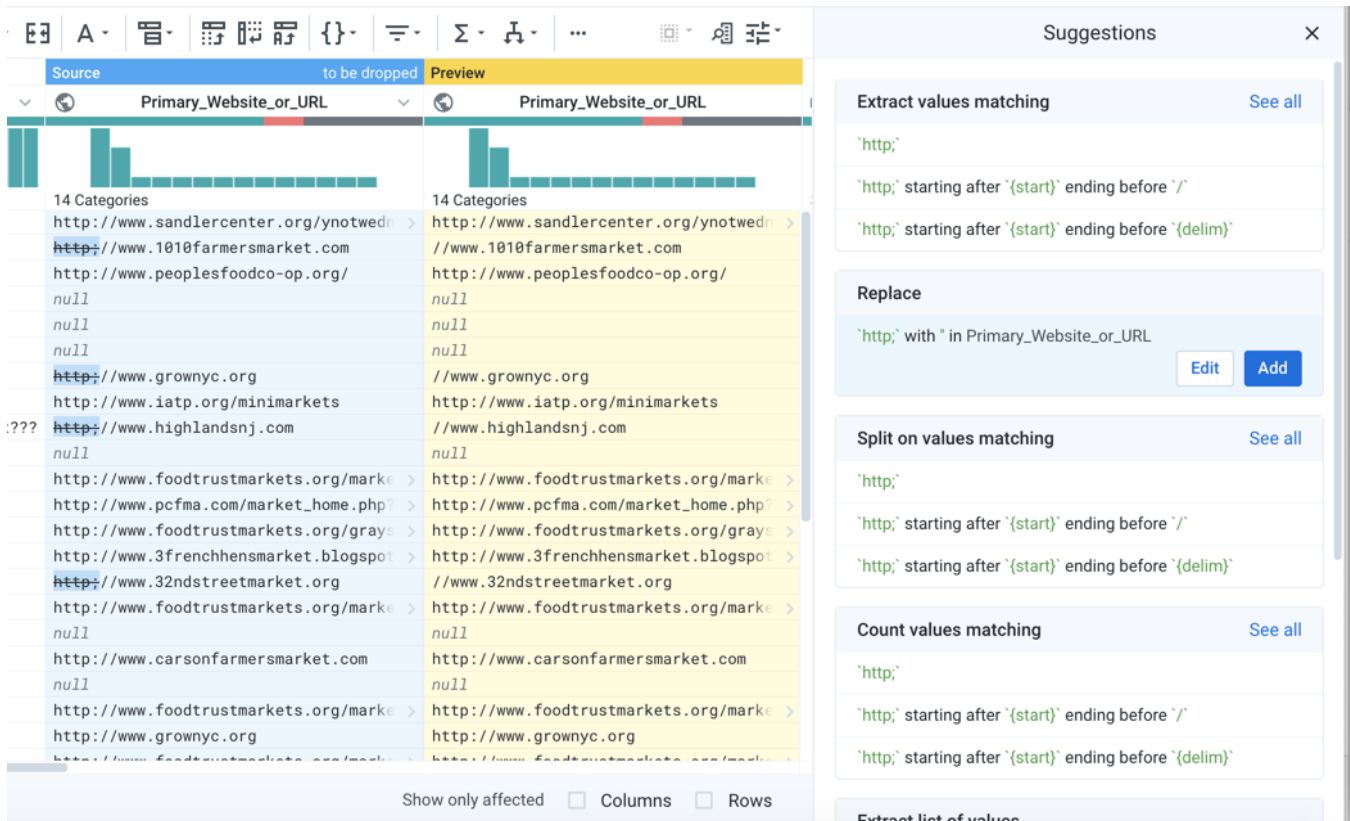 A
{}
Σ
...
Suggestions
Source to be dropped Preview
Primary_Website_or_URL Primary_Website_or_URL
14 Categories 14 Categories
http://www.sandlercenter.org/ynotwedn http://www.sandlercenter.org/ynotwedn
http;//www.1010farmersmarket.com //www.1010farmersmarket.com
http://www.peoplesfoodco-op.org/ http://www.peoplesfoodco-op.org/
null null
null null
null null
http;//www.grownyc.org //www.grownyc.org
http://www.iatp.org/minimarkets http://www.iatp.org/minimarkets
:??? http;//www.highlandsnj.com //www.highlandsnj.com
null null
http://www.foodtrustmarkets.org/marke http://www.foodtrustmarkets.org/marke
http://www.pcfma.com/market_home.php? http://www.pcfma.com/market_home.php?
http://www.foodtrustmarkets.org/grays http://www.foodtrustmarkets.org/grays
http://www.3frenchhensmarket.blogspot http://www.3frenchhensmarket.blogspot
http;//www.32ndstreetmarket.org //www.32ndstreetmarket.org
http://www.foodtrustmarkets.org/marke http://www.foodtrustmarkets.org/marke
null null
http://www.carsonfarmersmarket.com http://www.carsonfarmersmarket.com
null null
http://www.foodtrustmarkets.org/marke http://www.foodtrustmarkets.org/marke
http://www.grownyc.org http://www.grownyc.org
Show only affected Columns Rows
Extract values matching See all
`http;`
`http;` starting after `{start}` ending before `/`
`http;` starting after `{start}` ending before `{delim}`
Replace
`http;` with '' in Primary_Website_or_URL
Edit Add
Split on values matching See all
`http;`
`http;` starting after `{start}` ending before `/`
`http;` starting after `{start}` ending before `{delim}`
Count values matching See all
`http;`
`http;` starting after `{start}` ending before `/`
`http;` starting after `{start}` ending before `{delim}`
Extract list of values